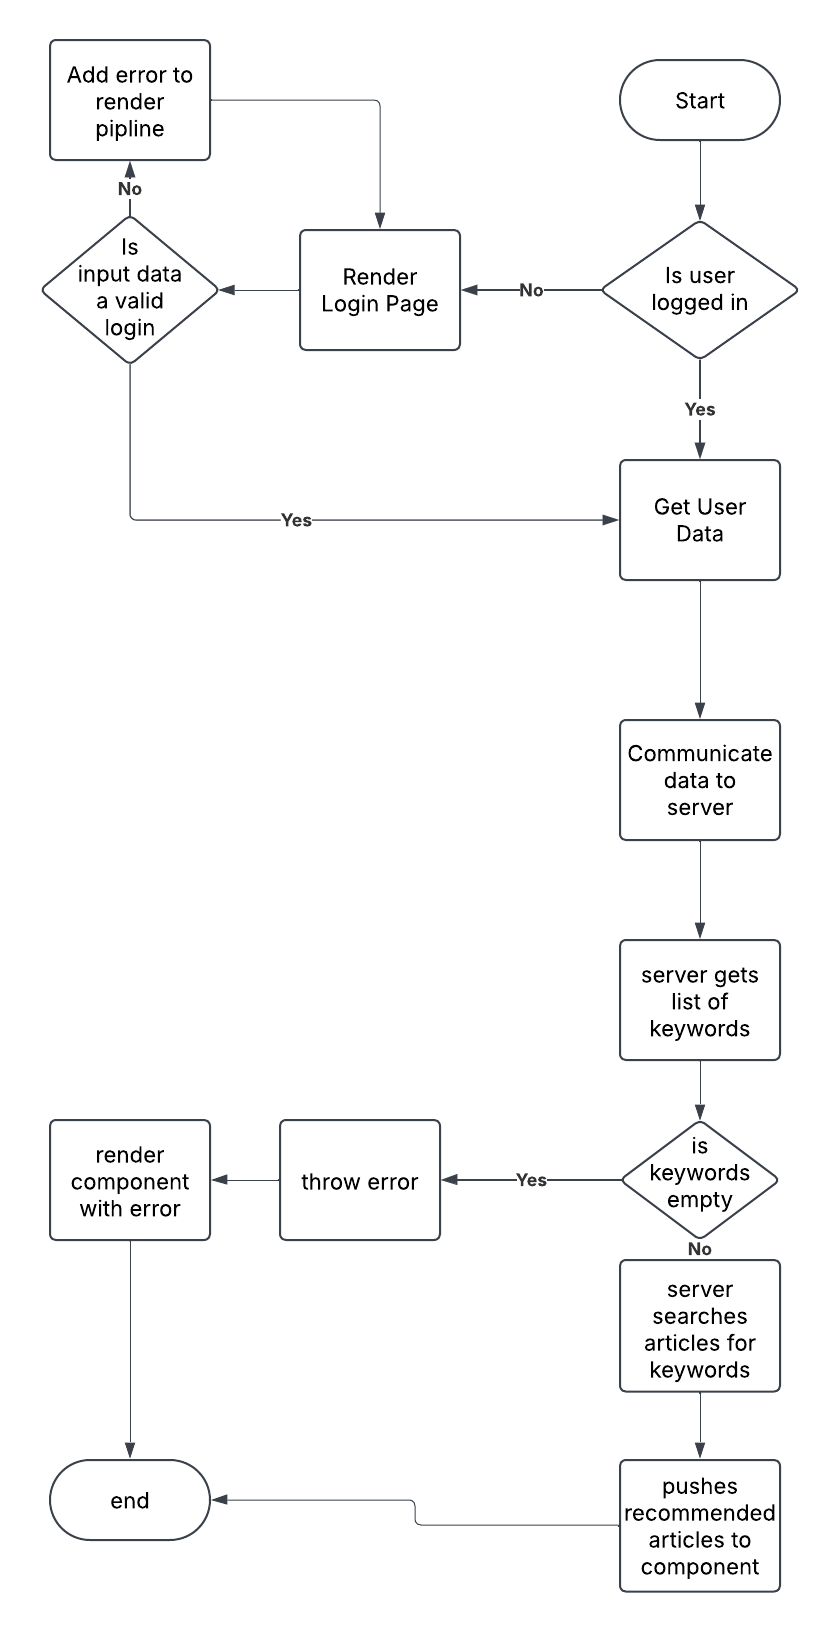 Add error to
render
pipline
Start
No
Is
input data
a valid
login
Render
Login Page
No
Is user
logged in
Yes
Yes
Get User
Data
Communicate
data to
server
server gets
list of
keywords
render
component
with error
throw error
Yes
is
keywords
empty
No
server
searches
articles for
keywords
end
pushes
recommended
articles to
component